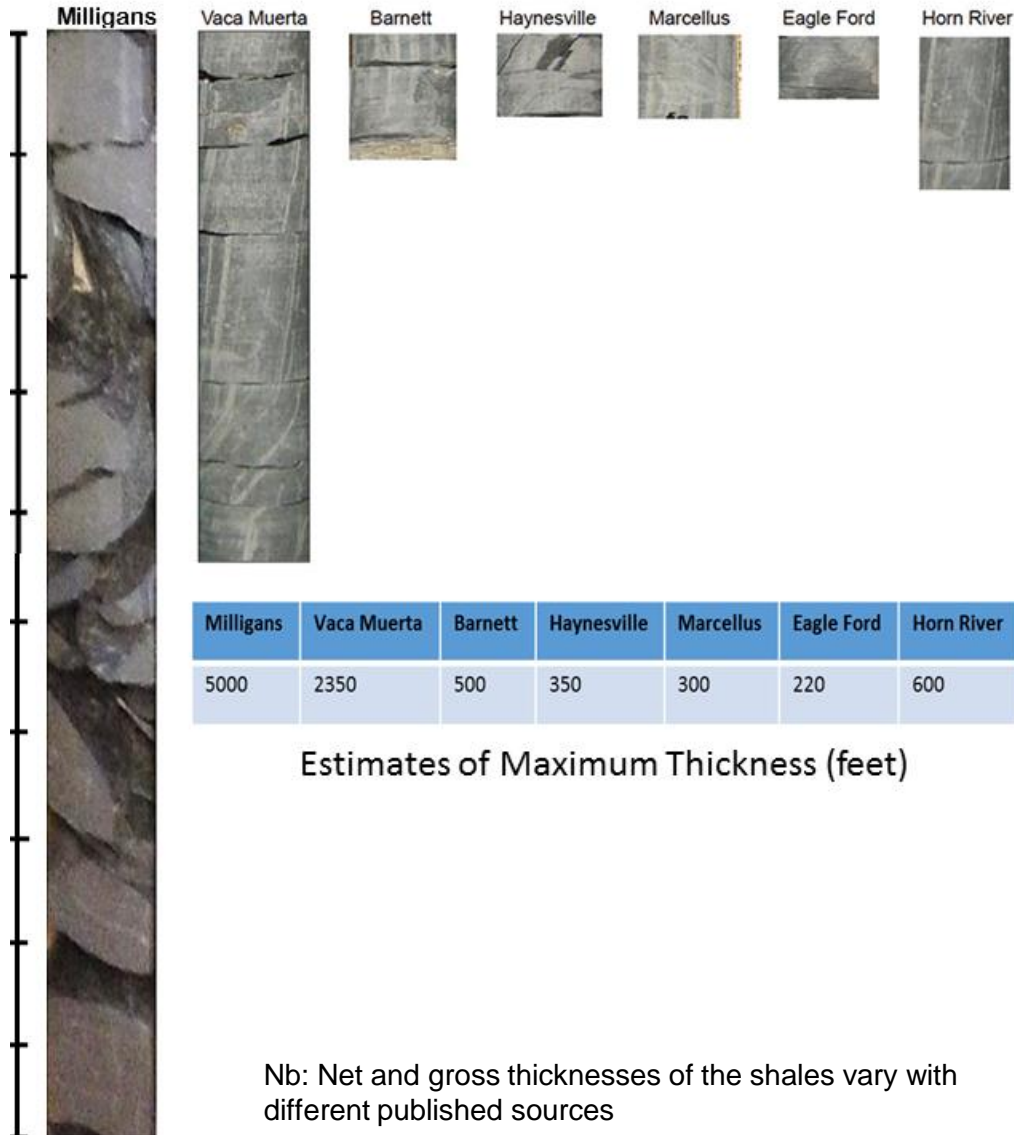 Milligans Vaca Muerta Barnett Haynesville Marcellus Eagle Ford Horn River
Milligans Vaca Muerta Barnett Haynesville Marcellus Eagle Ford Horn River
5000 2350 500 350 300 220 600
Estimates of Maximum Thickness (feet)
Nb: Net and gross thicknesses of the shales vary with
different published sources